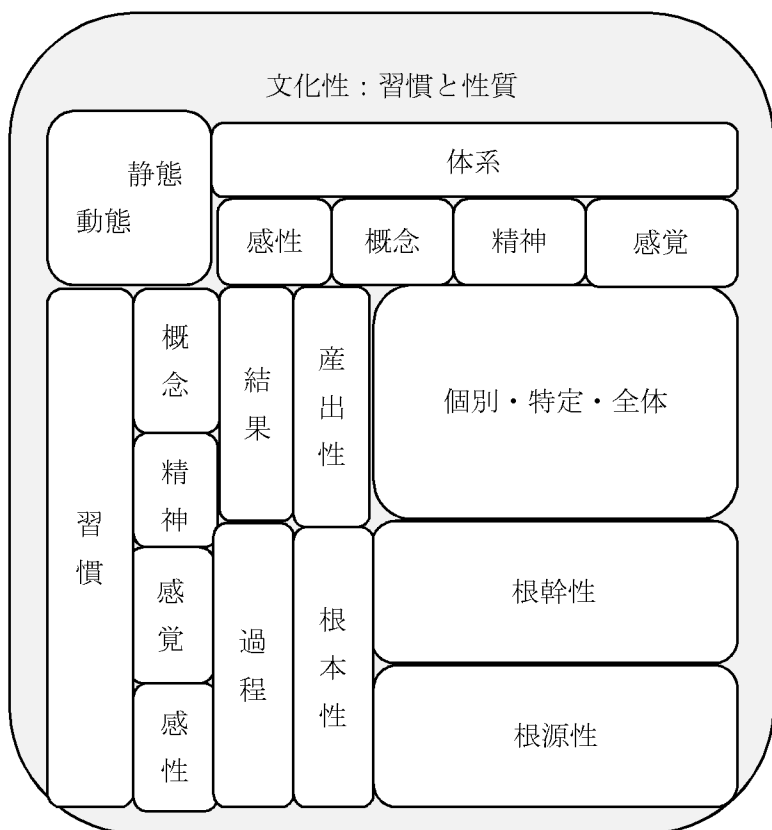 文化性：習慣と性質
静態
動態
体系
感性
概念
精神
感覚
習慣
概念
精神
感覚
感性
結果
過程
産出性
根本性
個別・特定・全体
根幹性
根源性